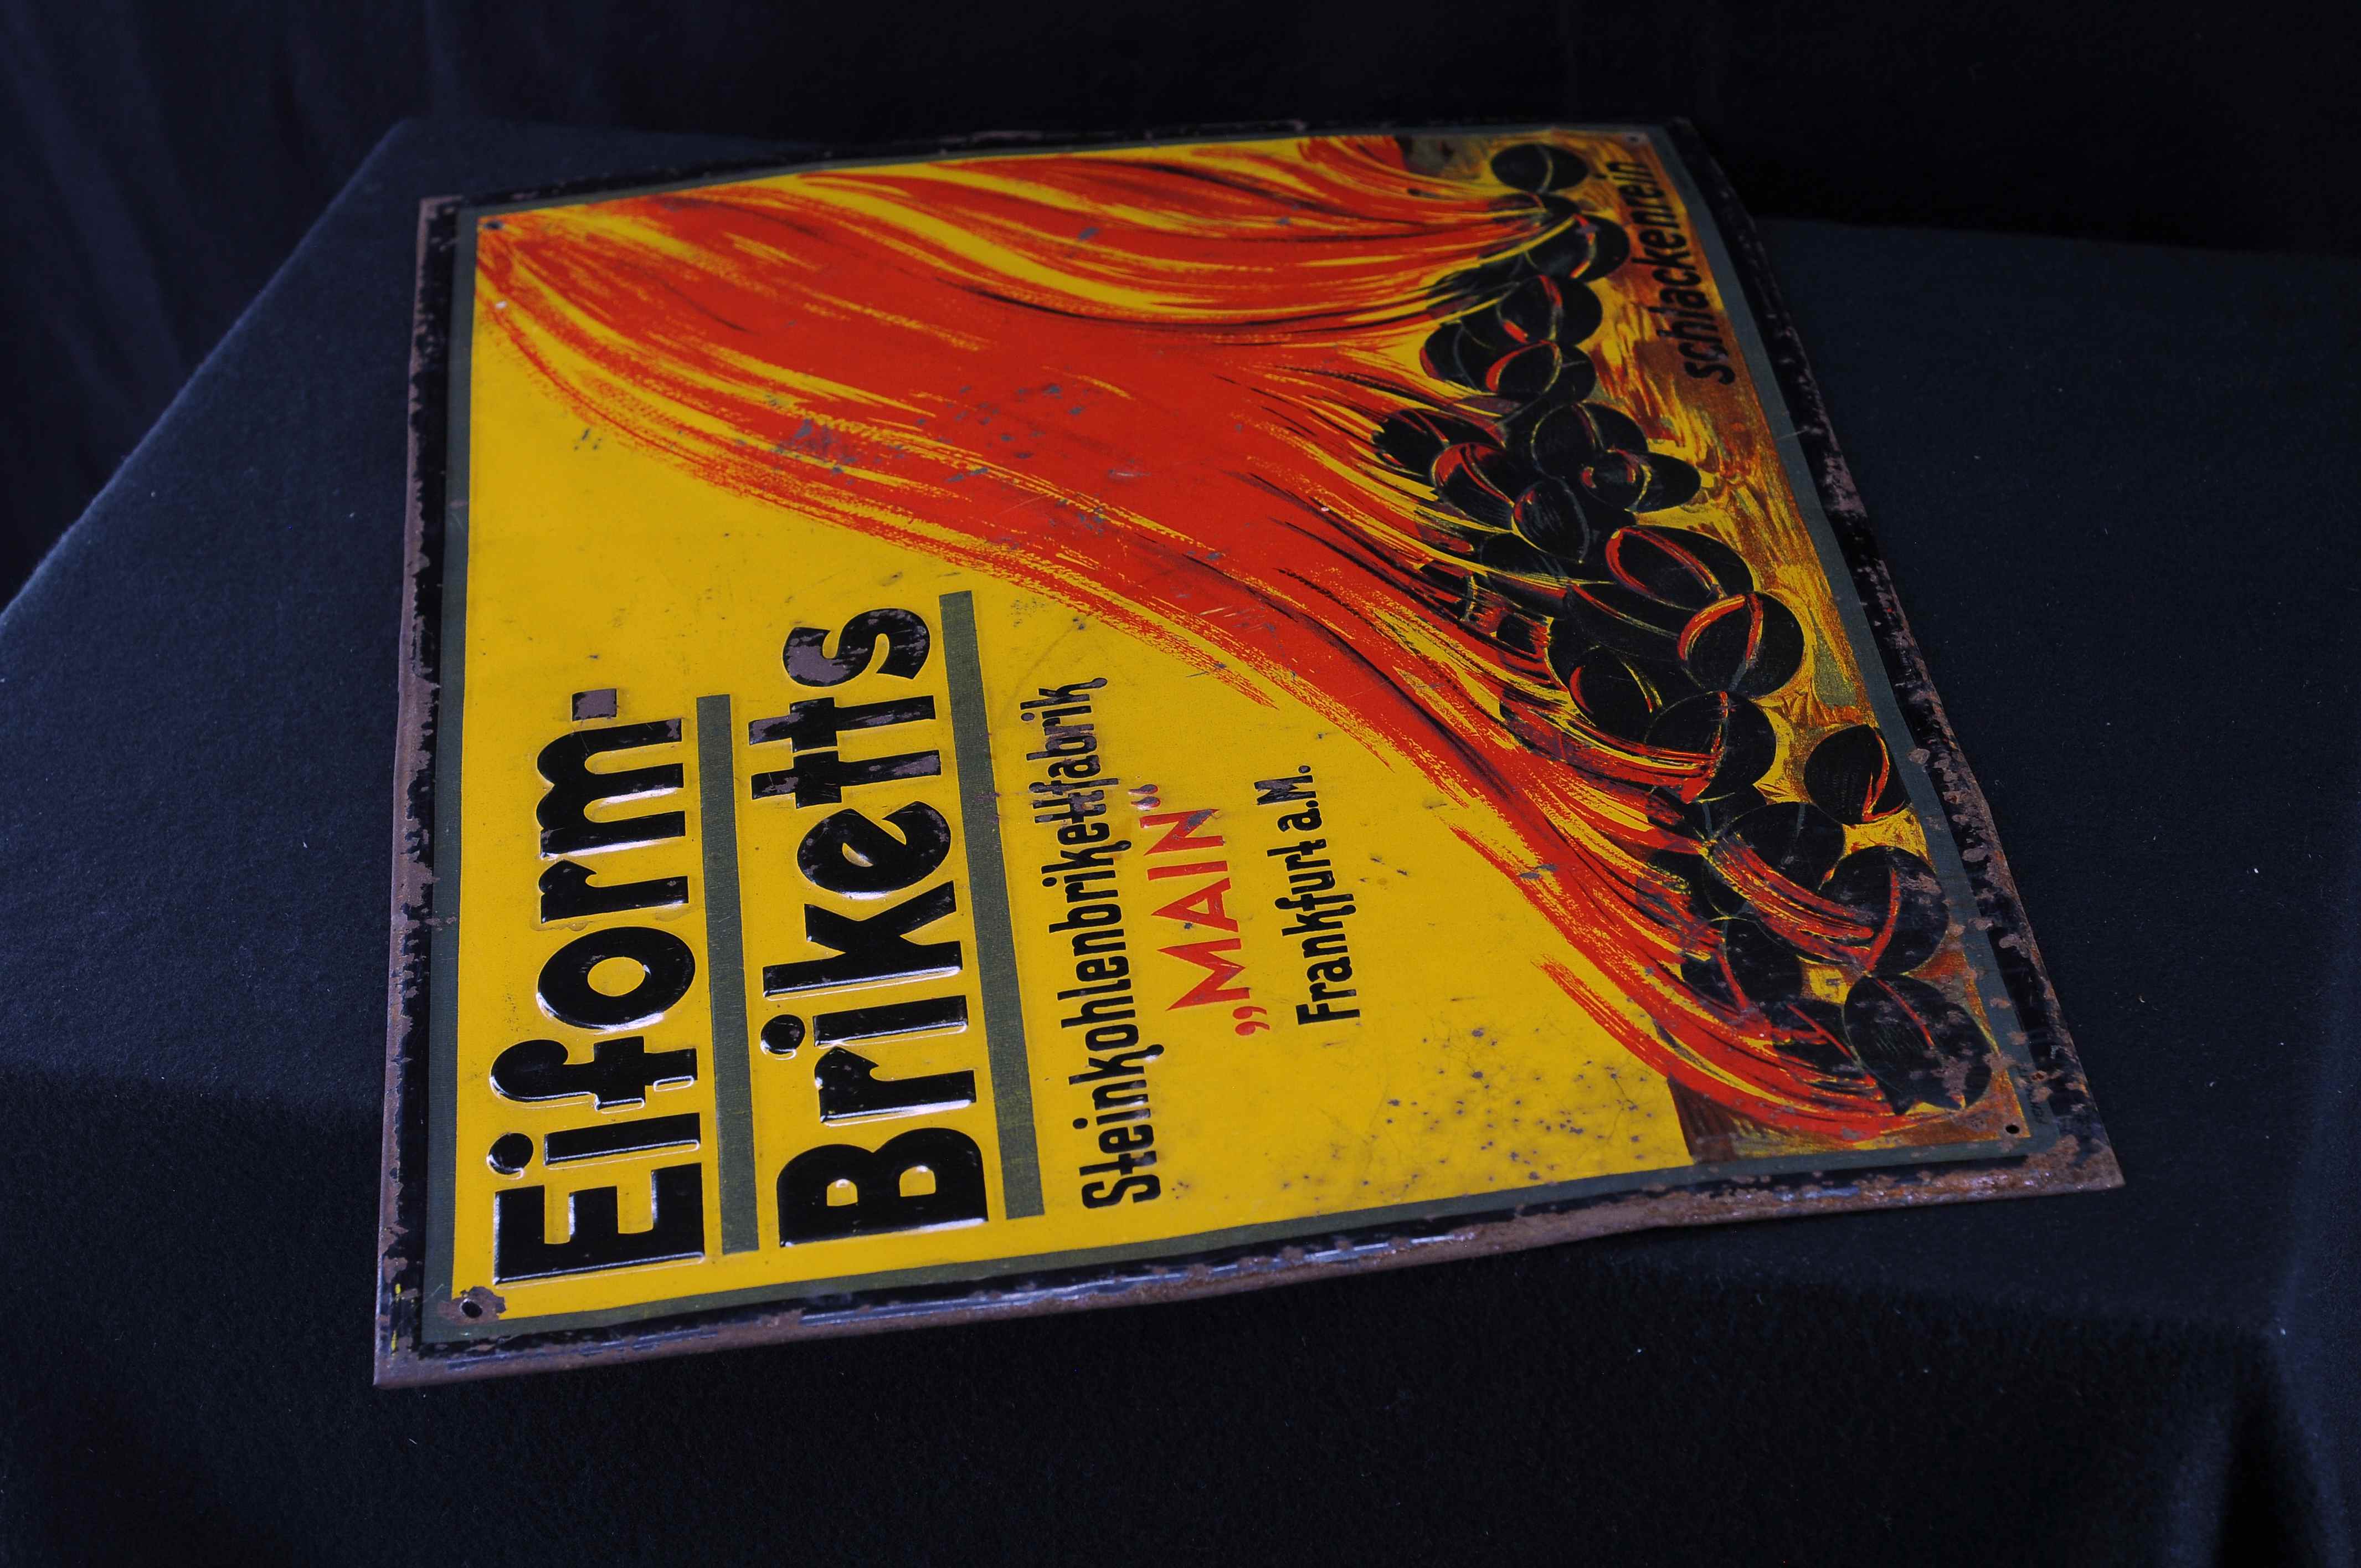 Eiform-
Briketts
Steinkohlenbrikettfabrik
„MAIN“
Frankfurt a.M.
schlackenrein